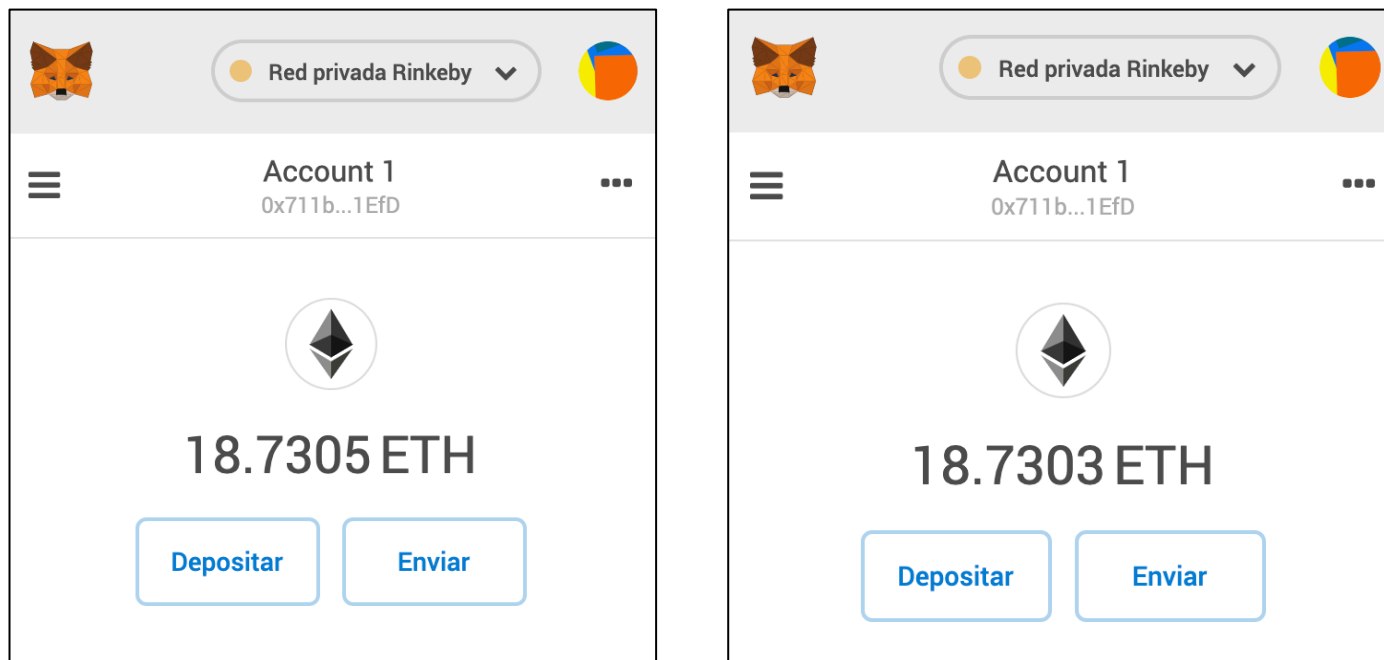 Red privada Rinkeby
Account 1
0x711b...1EfD
18.7305 ETH
Depositar
Enviar
Red privada Rinkeby
Account 1
0x711b...1EfD
18.7303 ETH
Depositar
Enviar